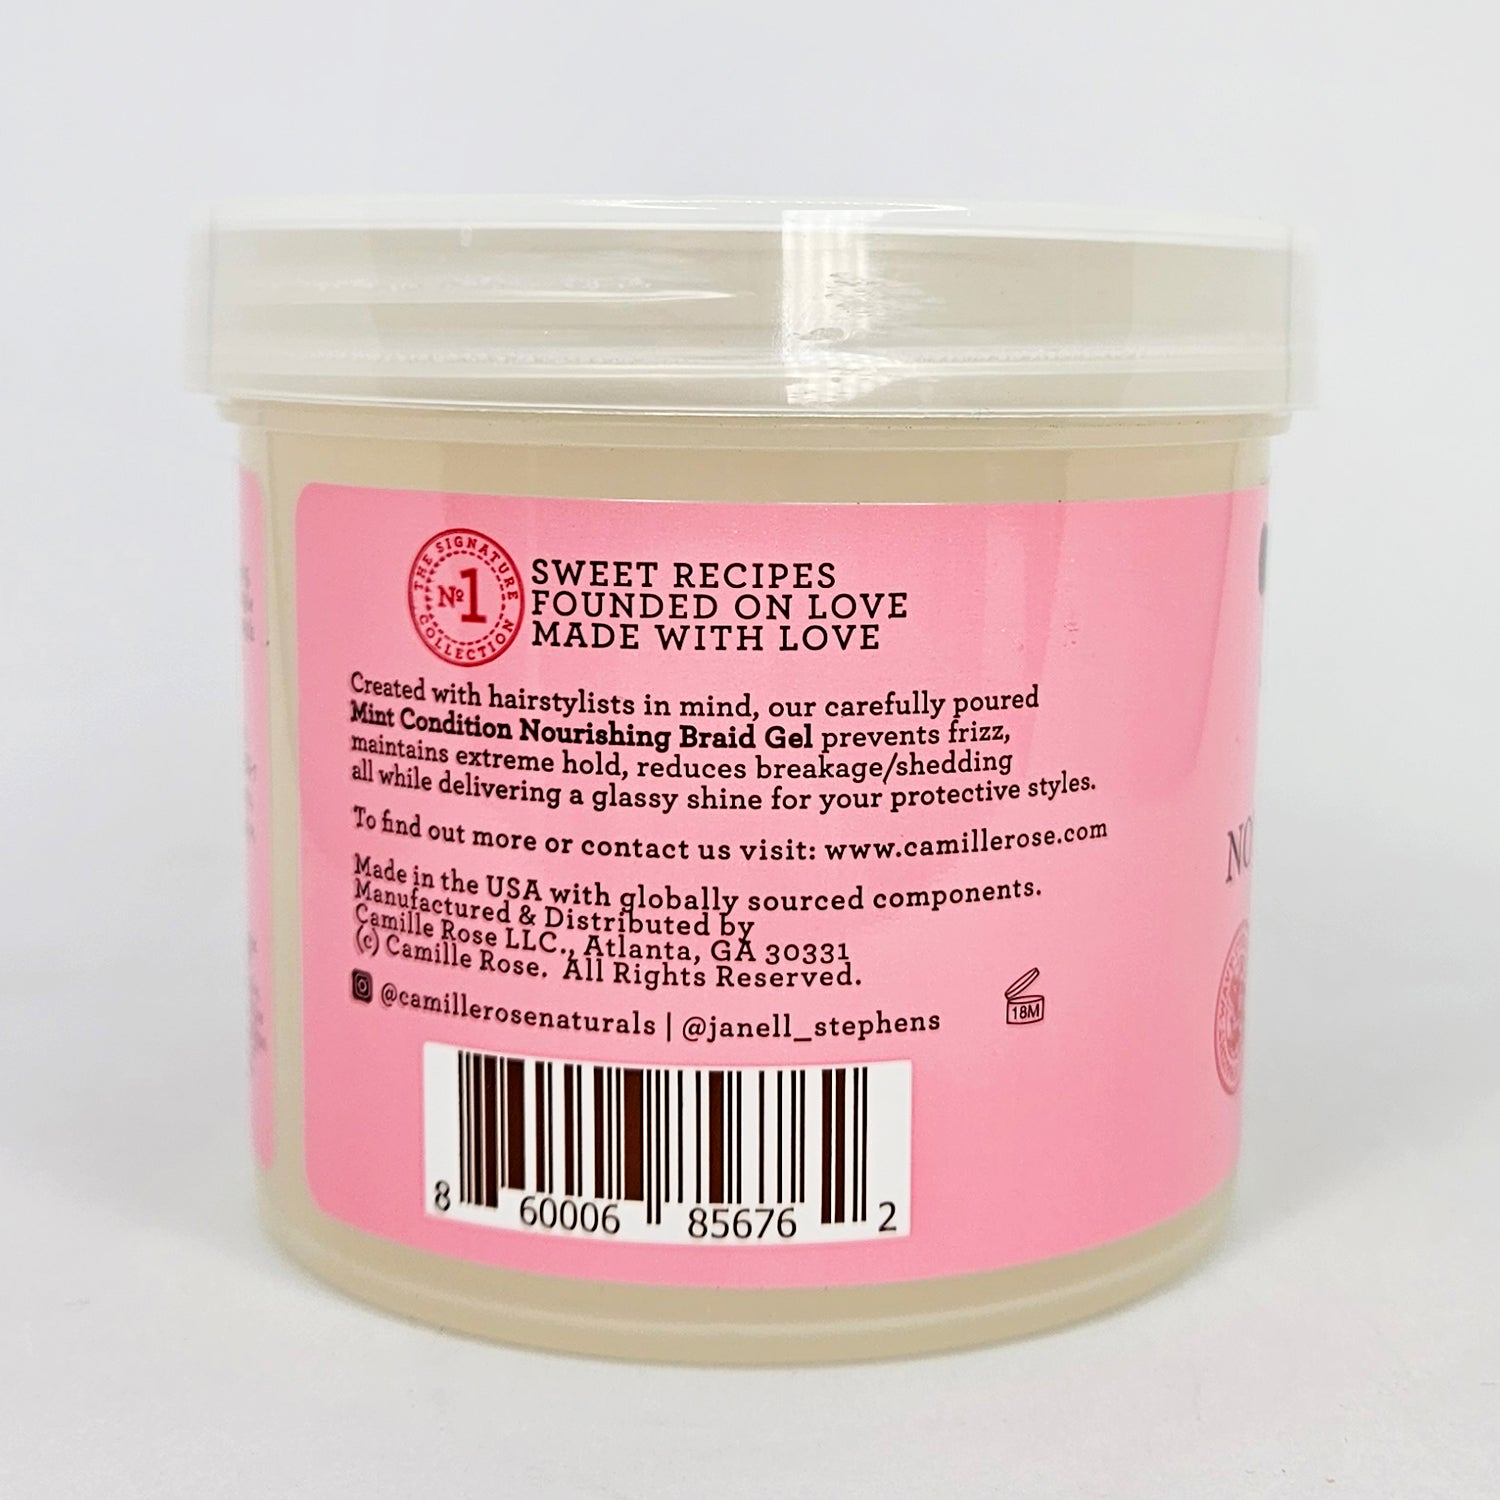 THE SIGNATURE COLLECTION
Nº1
SWEET RECIPES
FOUNDED ON LOVE
MADE WITH LOVE
Created with hairstylists in mind, our carefully poured
Mint Condition Nourishing Braid Gel prevents frizz,
maintains extreme hold, reduces breakage/shedding
all while delivering a glassy shine for your protective styles.
To find out more or contact us visit: www.camillerose.com
Made in the USA with globally sourced components.
Manufactured & Distributed by
Camille Rose LLC., Atlanta, GA 30331
(c) Camille Rose. All Rights Reserved.
@camillerosenaturals | @janell_stephens
18M
8 60006 85676 2
NO